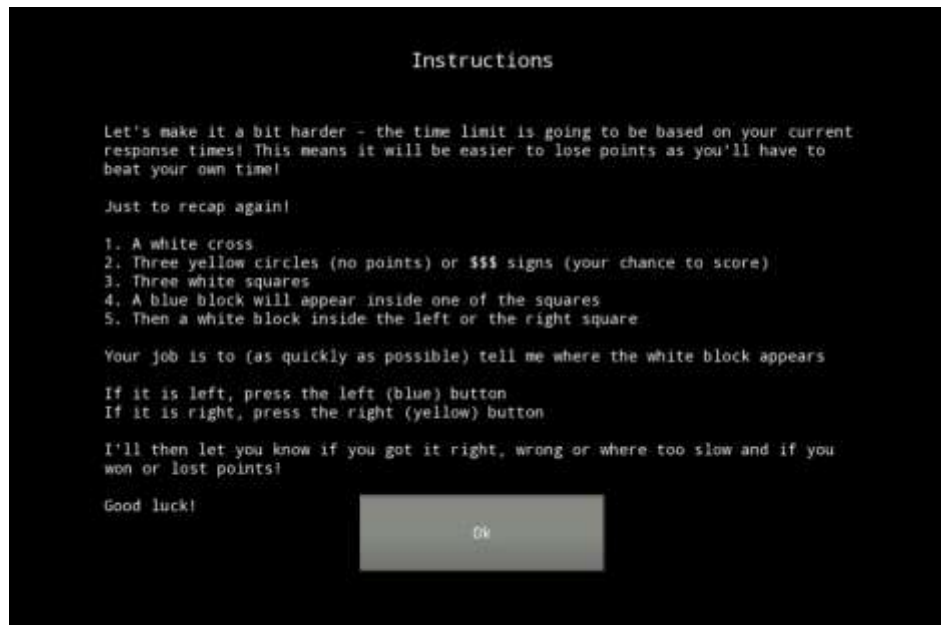 Instructions
Let's make it a bit harder - the time limit is going to be based on your current
response times! This means it will be easier to lose points as you'll have to
beat your own time!
Just to recap again!
1. A white cross
2. Three yellow circles (no points) or $$$ signs (your chance to score)
3. Three white squares
4. A blue block will appear inside one of the squares
5. Then a white block inside the left or the right square
Your job is to (as quickly as possible) tell me where the white block appears
If it is left, press the left (blue) button
If it is right, press the right (yellow) button
I'll then let you know if you got it right, wrong or where too slow and if you
won or lost points!
Good luck!
Ok